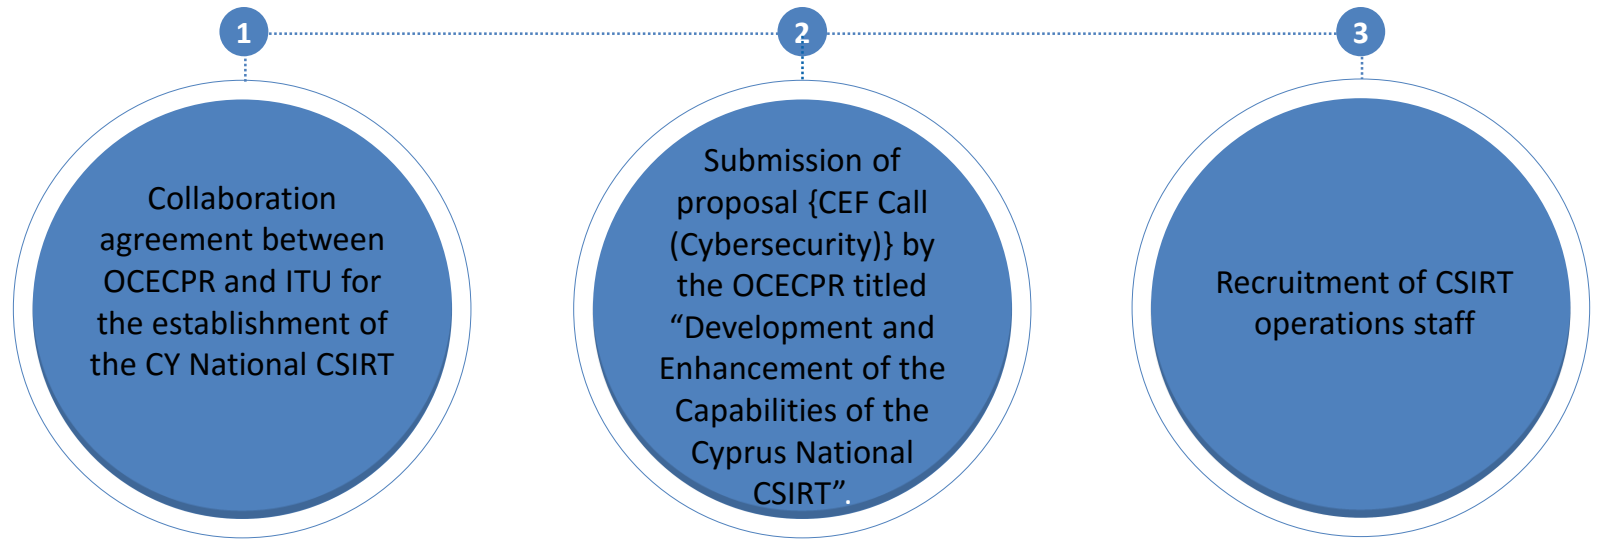 1
2
3
Collaboration
agreement between
OCECPR and ITU for
the establishment of
the CY National CSIRT
Submission of
proposal {CEF Call
(Cybersecurity)} by
the OCECPR titled
“Development and
Enhancement of the
Capabilities of the
Cyprus National
CSIRT”.
Recruitment of CSIRT
operations staff